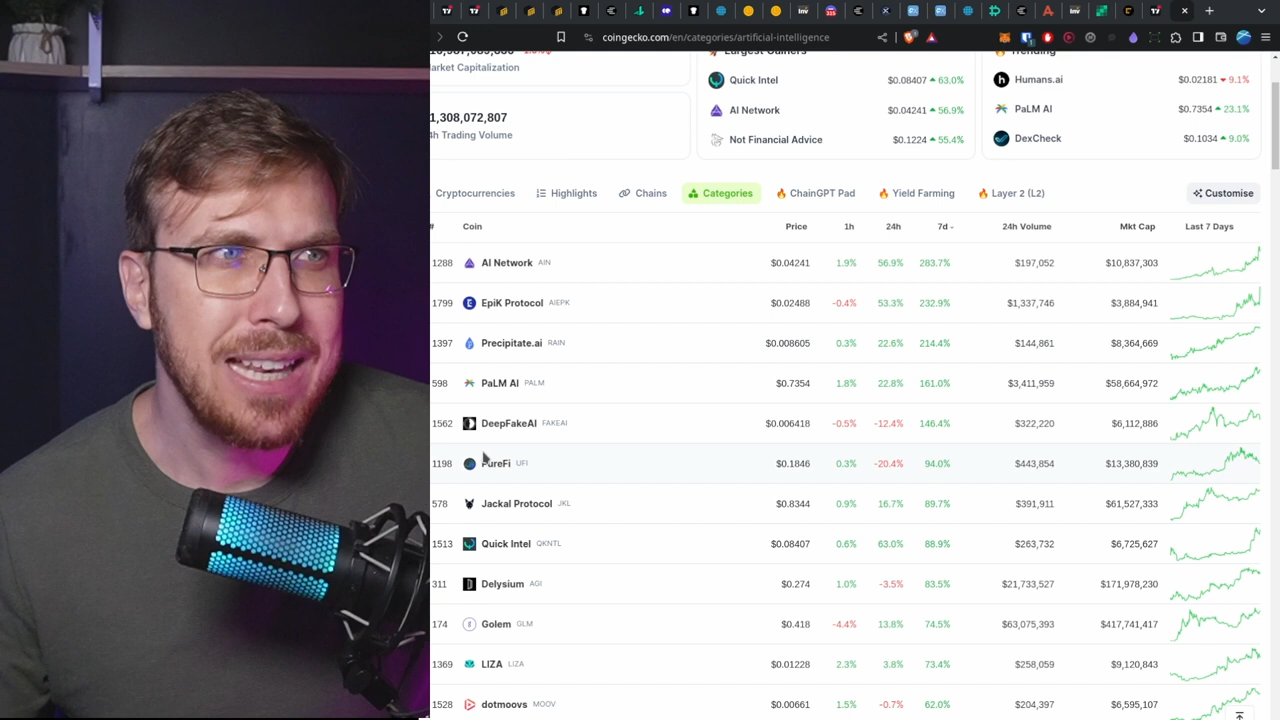 coingecko.com/en/categories/artificial-intelligence
Market Capitalization
1,308,072,807
4h Trading Volume
Largest Gainers
Quick Intel $0.08407 63.0%
AI Network $0.04241 56.9%
Not Financial Advice $0.1224 55.4%
Trending
Humans.ai $0.02181 9.1%
PaLM AI $0.7354 23.1%
DexCheck $0.1034 9.0%
Cryptocurrencies Highlights Chains Categories ChainGPT Pad Yield Farming Layer 2 (L2) Customise
# Coin Price 1h 24h 7d 24h Volume Mkt Cap Last 7 Days
1288 AI Network AIN $0.04241 1.9% 56.9% 283.7% $197,052 $10,837,303
1799 EpiK Protocol AIEPK $0.02488 -0.4% 53.3% 232.9% $1,337,746 $3,884,941
1397 Precipitate.ai RAIN $0.008605 0.3% 22.6% 214.4% $144,861 $8,364,669
598 PaLM AI PALM $0.7354 1.8% 22.8% 161.0% $3,411,959 $58,664,972
1562 DeepFakeAI FAKEAI $0.006418 -0.5% -12.4% 146.4% $322,220 $6,112,886
1198 PureFi UFI $0.1846 0.3% -20.4% 94.0% $443,854 $13,380,839
578 Jackal Protocol JKL $0.8344 0.9% 16.7% 89.7% $391,911 $61,527,333
1513 Quick Intel QKNTL $0.08407 0.6% 63.0% 88.9% $263,732 $6,725,627
311 Delysium AGI $0.274 1.0% -3.5% 83.5% $21,733,527 $171,978,230
174 Golem GLM $0.418 -4.4% 13.8% 74.5% $63,075,393 $417,741,417
1369 LIZA LIZA $0.01228 2.3% 3.8% 73.4% $258,059 $9,120,843
1528 dotmoovs MOOV $0.00661 1.5% -0.7% 62.0% $204,397 $6,595,107